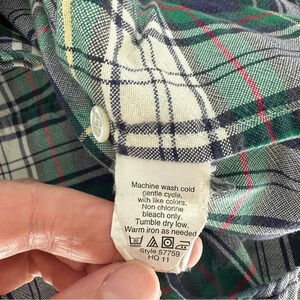 Machine wash cold
gentle cycle,
with like colors.
Non chlorine
bleach only.
Tumble dry low.
Warm iron as needed
Style 57759
HO 11